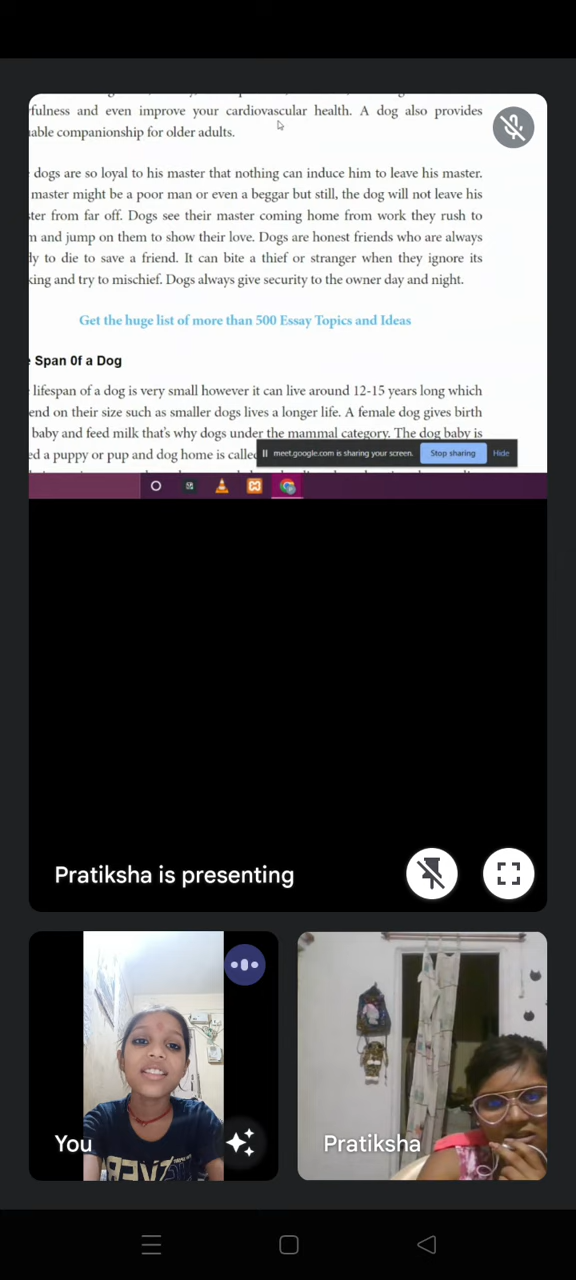 fulness and even improve your cardiovascular health. A dog also provides
uable companionship for older adults.
dogs are so loyal to his master that nothing can induce him to leave his master.
master might be a poor man or even a beggar but still, the dog will not leave his
ster from far off. Dogs see their master coming home from work they rush to
m and jump on them to show their love. Dogs are honest friends who are always
dy to die to save a friend. It can bite a thief or stranger when they ignore its
king and try to mischief. Dogs always give security to the owner day and night.
Get the huge list of more than 500 Essay Topics and Ideas
Span 0f a Dog
lifespan of a dog is very small however it can live around 12-15 years long which
end on their size such as smaller dogs lives a longer life. A female dog gives birth
baby and feed milk that's why dogs under the mammal category. The dog baby is
ed a puppy or pup and dog home is calle
meet.google.com is sharing your screen. Stop sharing Hide
Pratiksha is presenting
You
Pratiksha